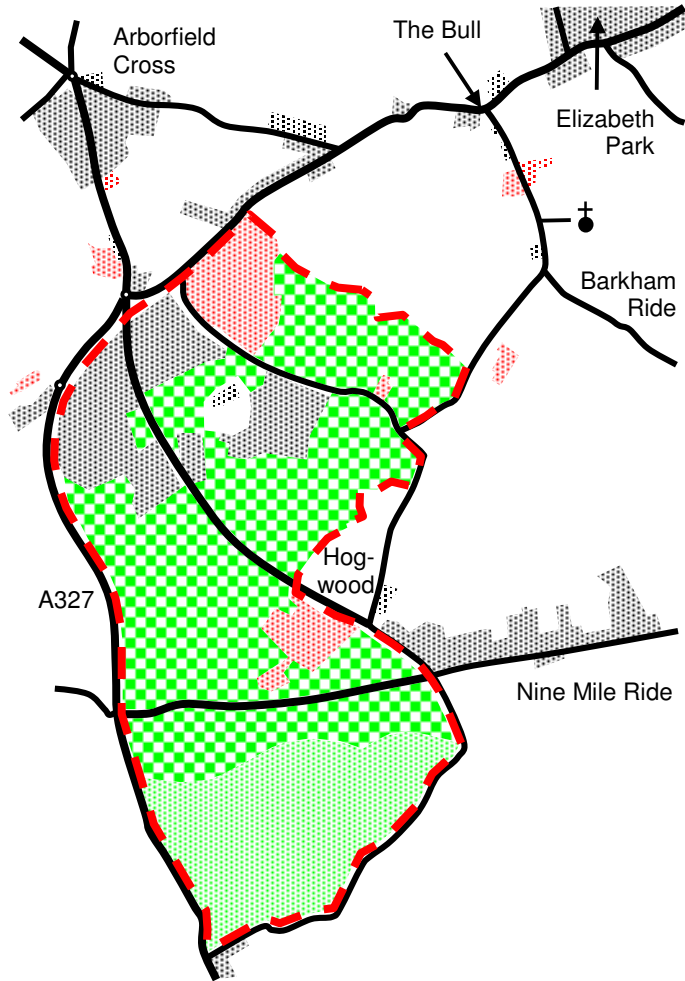 Arborfield
Cross
The Bull
Elizabeth
Park
Barkham
Ride
Hog-
wood
A327
Nine Mile Ride